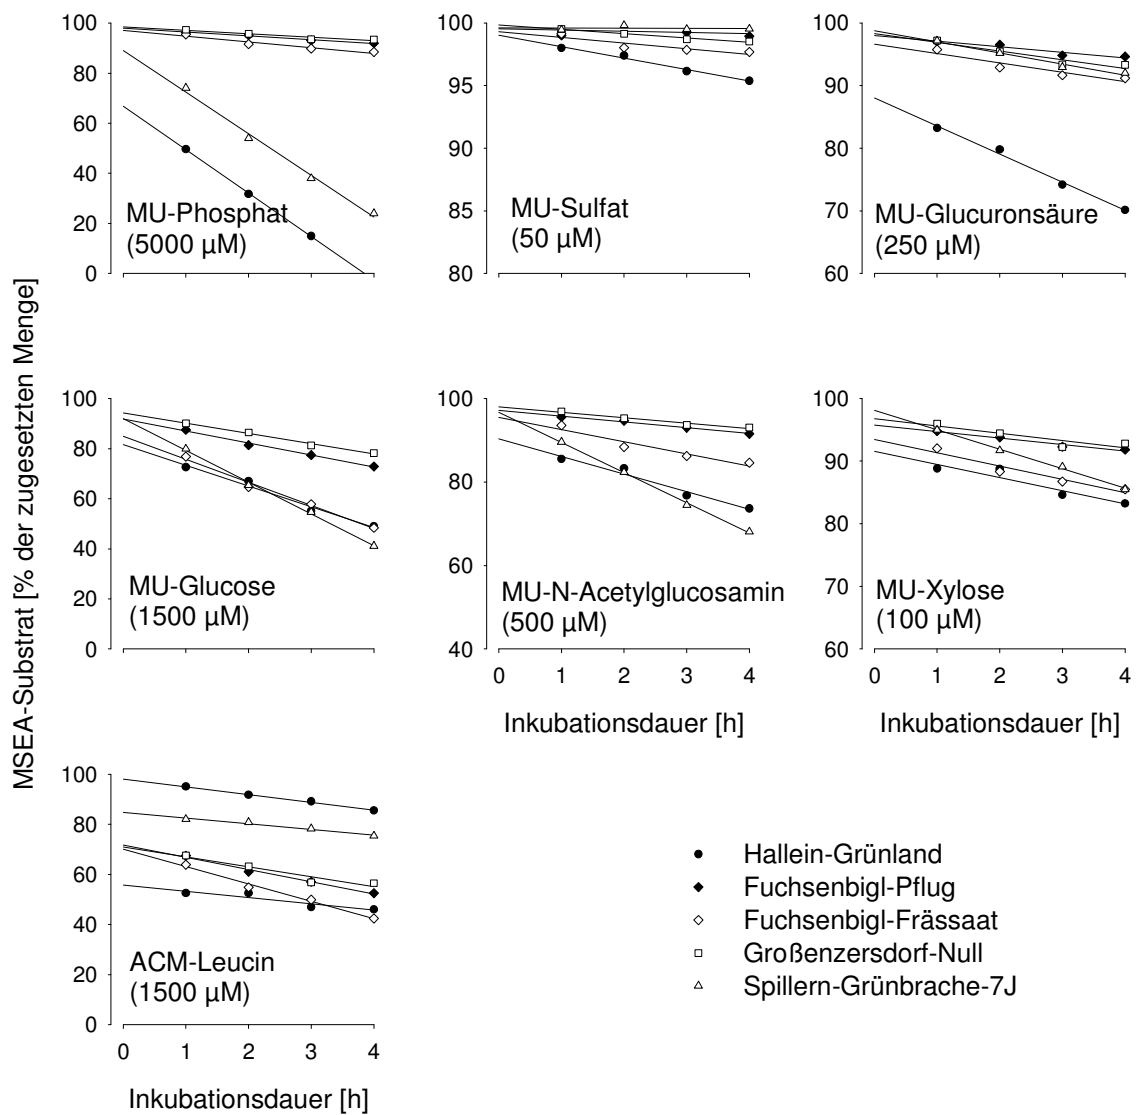 100
80
60
40
20
0
MU-Phosphat
(5000 µM)
100
95
90
85
80
MU-Sulfat
(50 µM)
100
90
80
70
60
MU-Glucuronsäure
(250 µM)
MSEA-Substrat [% der zugesetzten Menge]
100
80
60
40
20
0
MU-Glucose
(1500 µM)
100
80
60
40
MU-N-Acetylglucosamin
(500 µM)
0 1 2 3 4
Inkubationsdauer [h]
100
90
80
70
60
MU-Xylose
(100 µM)
0 1 2 3 4
Inkubationsdauer [h]
100
80
60
40
20
0
ACM-Leucin
(1500 µM)
0 1 2 3 4
Inkubationsdauer [h]
Hallein-Grünland
Fuchsenbigl-Pflug
Fuchsenbigl-Frässaat
Großenzersdorf-Null
Spillern-Grünbrache-7J